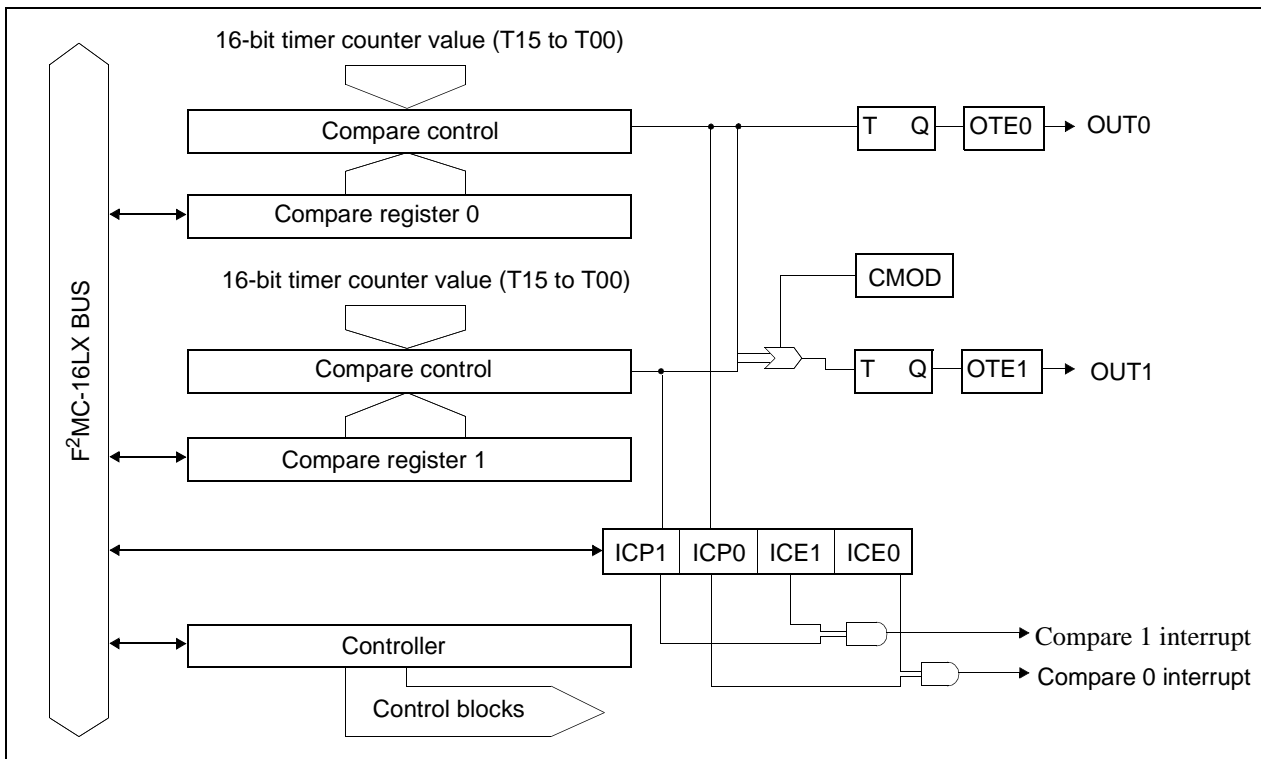 16-bit timer counter value (T15 to T00)
Compare control
T Q
OTE0
OUT0
Compare register 0
F²MC-16LX BUS
16-bit timer counter value (T15 to T00)
CMOD
Compare control
T Q
OTE1
OUT1
Compare register 1
ICP1 ICP0 ICE1 ICE0
Controller
Compare 1 interrupt
Compare 0 interrupt
Control blocks